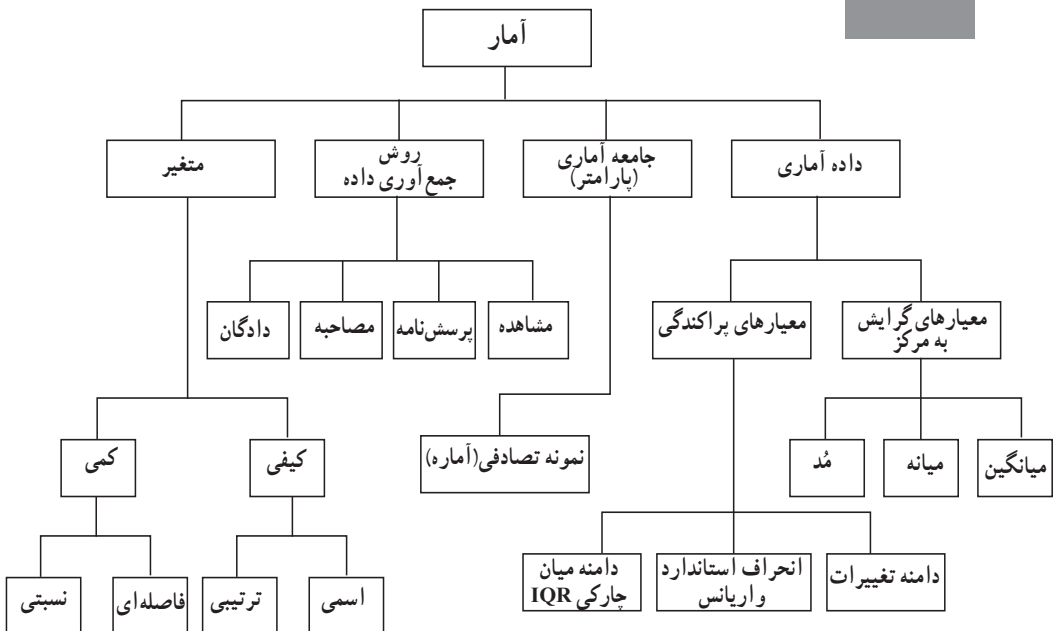 آمار
داده آماری
جامعه آماری
(پارامتر)
روش
جمع‌آوری داده
متغیر
معیارهای گرایش
به مرکز
معیارهای پراکندگی
مشاهده
پرسش‌نامه
مصاحبه
دادگان
میانگین
میانه
مُد
نمونه تصادفی(آماره)
کیفی
کمی
دامنه تغییرات
انحراف استاندارد
واریانس
دامنه میان
چارکی IQR
اسمی
ترتیبی
فاصله‌ای
نسبتی